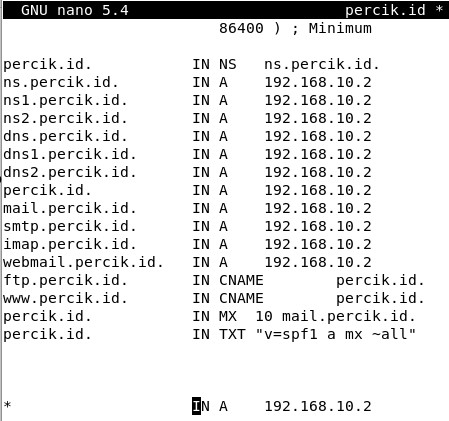 GNU nano 5.4 percik.id *
86400 ) ; Minimum
percik.id. IN NS ns.percik.id.
ns.percik.id. IN A 192.168.10.2
ns1.percik.id. IN A 192.168.10.2
ns2.percik.id. IN A 192.168.10.2
dns.percik.id. IN A 192.168.10.2
dns1.percik.id. IN A 192.168.10.2
dns2.percik.id. IN A 192.168.10.2
percik.id. IN A 192.168.10.2
mail.percik.id. IN A 192.168.10.2
smtp.percik.id. IN A 192.168.10.2
imap.percik.id. IN A 192.168.10.2
webmail.percik.id. IN A 192.168.10.2
ftp.percik.id. IN CNAME percik.id.
www.percik.id. IN CNAME percik.id.
percik.id. IN MX 10 mail.percik.id.
percik.id. IN TXT "v=spf1 a mx ~all"
* IN A 192.168.10.2